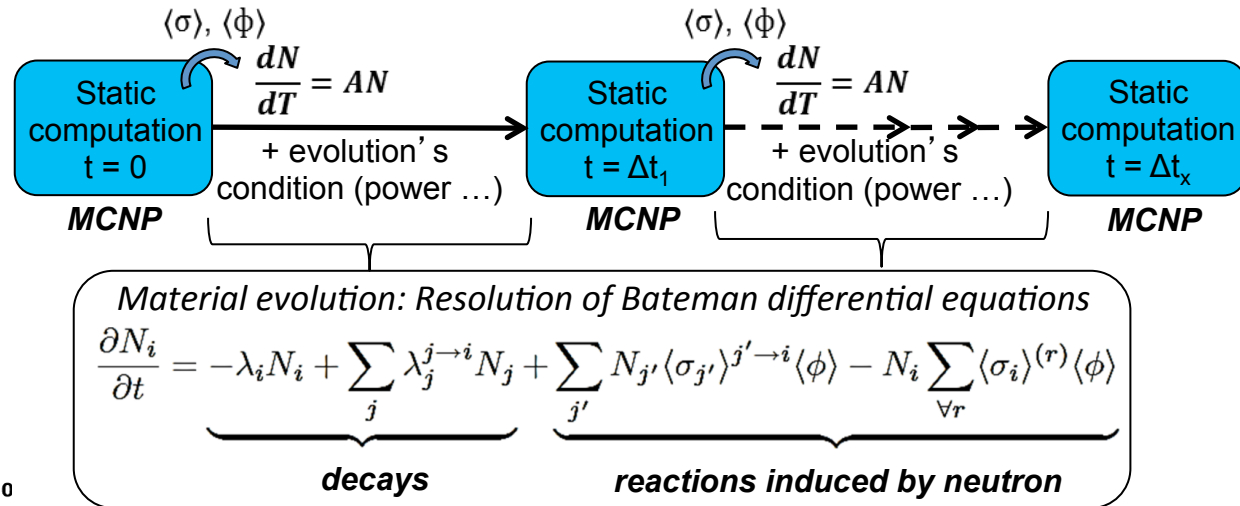 ⟨σ⟩, ⟨ϕ⟩
⟨σ⟩, ⟨ϕ⟩
Static
computation
t = 0
MCNP
dN/dT = AN
+ evolution's
condition (power …)
Static
computation
t = Δt₁
MCNP
dN/dT = AN
+ evolution's
condition (power …)
Static
computation
t = Δtₓ
MCNP
Material evolution: Resolution of Bateman differential equations
∂Nᵢ/∂t = −λᵢNᵢ + ∑ⱼ λⱼ^{j→i} Nⱼ + ∑ⱼ′ Nⱼ′⟨σⱼ′⟩^{j′→i}⟨ϕ⟩ − Nᵢ ∑_{∀r}⟨σᵢ⟩^{(r)}⟨ϕ⟩
decays
reactions induced by neutron
0